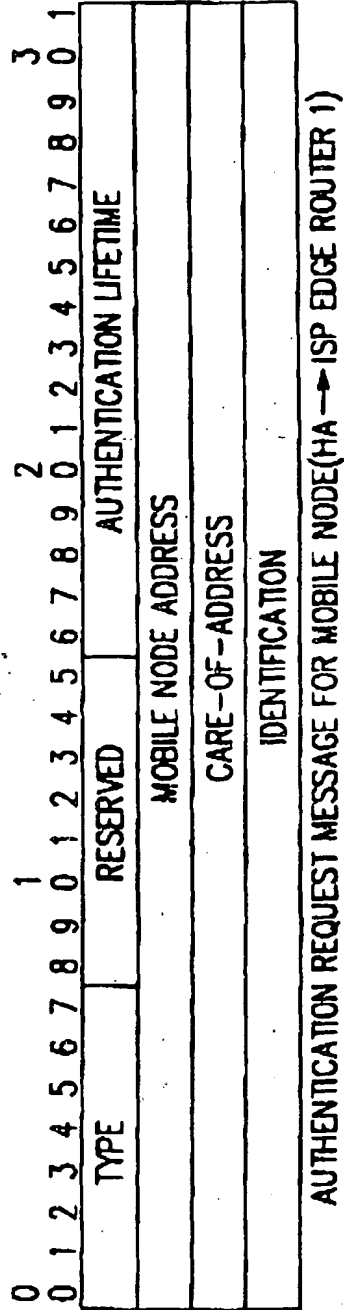 0 1 2 3
0 1 2 3 4 5 6 7 8 9 0 1 2 3 4 5 6 7 8 9 0 1 2 3 4 5 6 7 8 9 0 1
TYPE RESERVED AUTHENTICATION LIFETIME
MOBILE NODE ADDRESS
CARE-OF-ADDRESS
IDENTIFICATION
AUTHENTICATION REQUEST MESSAGE FOR MOBILE NODE(HA→ISP EDGE ROUTER 1)